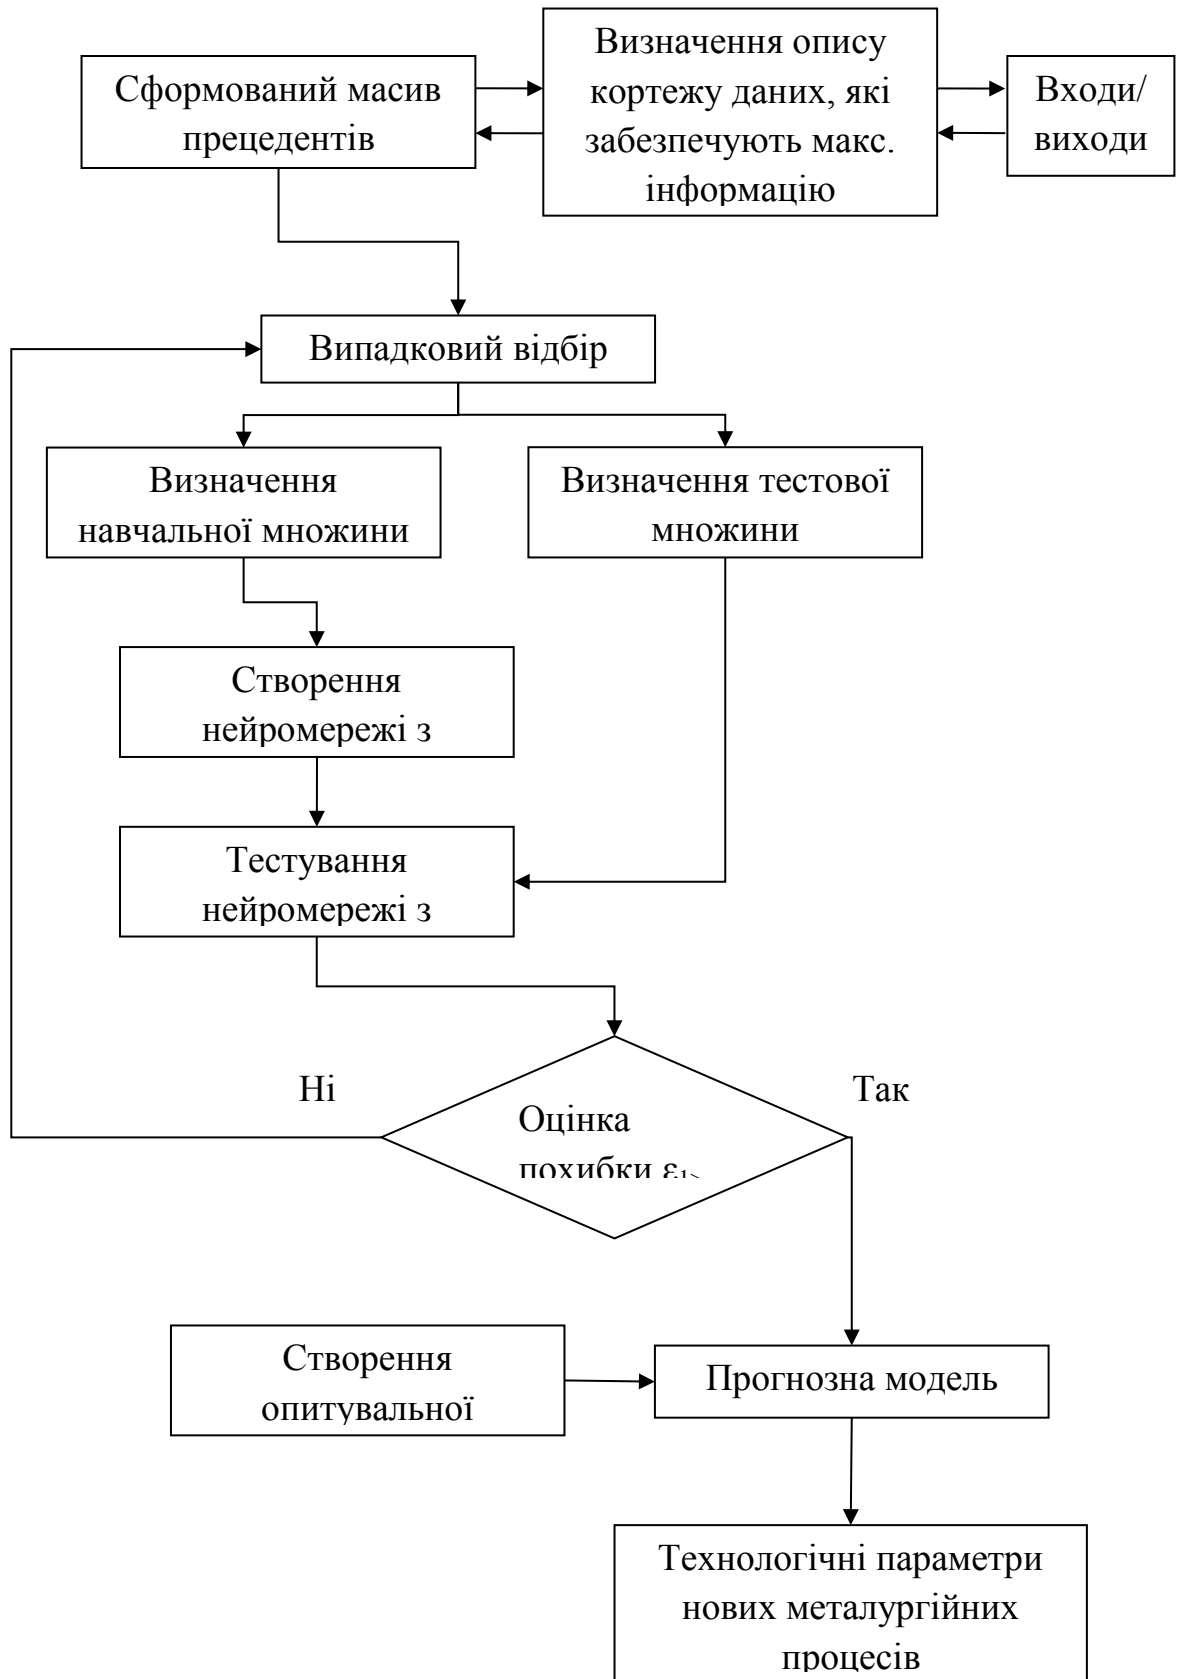 Сформований масив
прецедентів
Визначення опису
кортежу даних, які
забезпечують макс.
інформацію
Входи/
виходи
Випадковий відбір
Визначення
навчальної множини
Визначення тестової
множини
Створення
нейромережі з
Тестування
нейромережі з
Ні
Так
Оцінка
похибки ε₁>
Створення
опитувальної
Прогнозна модель
Технологічні параметри
нових металургійних
процесів